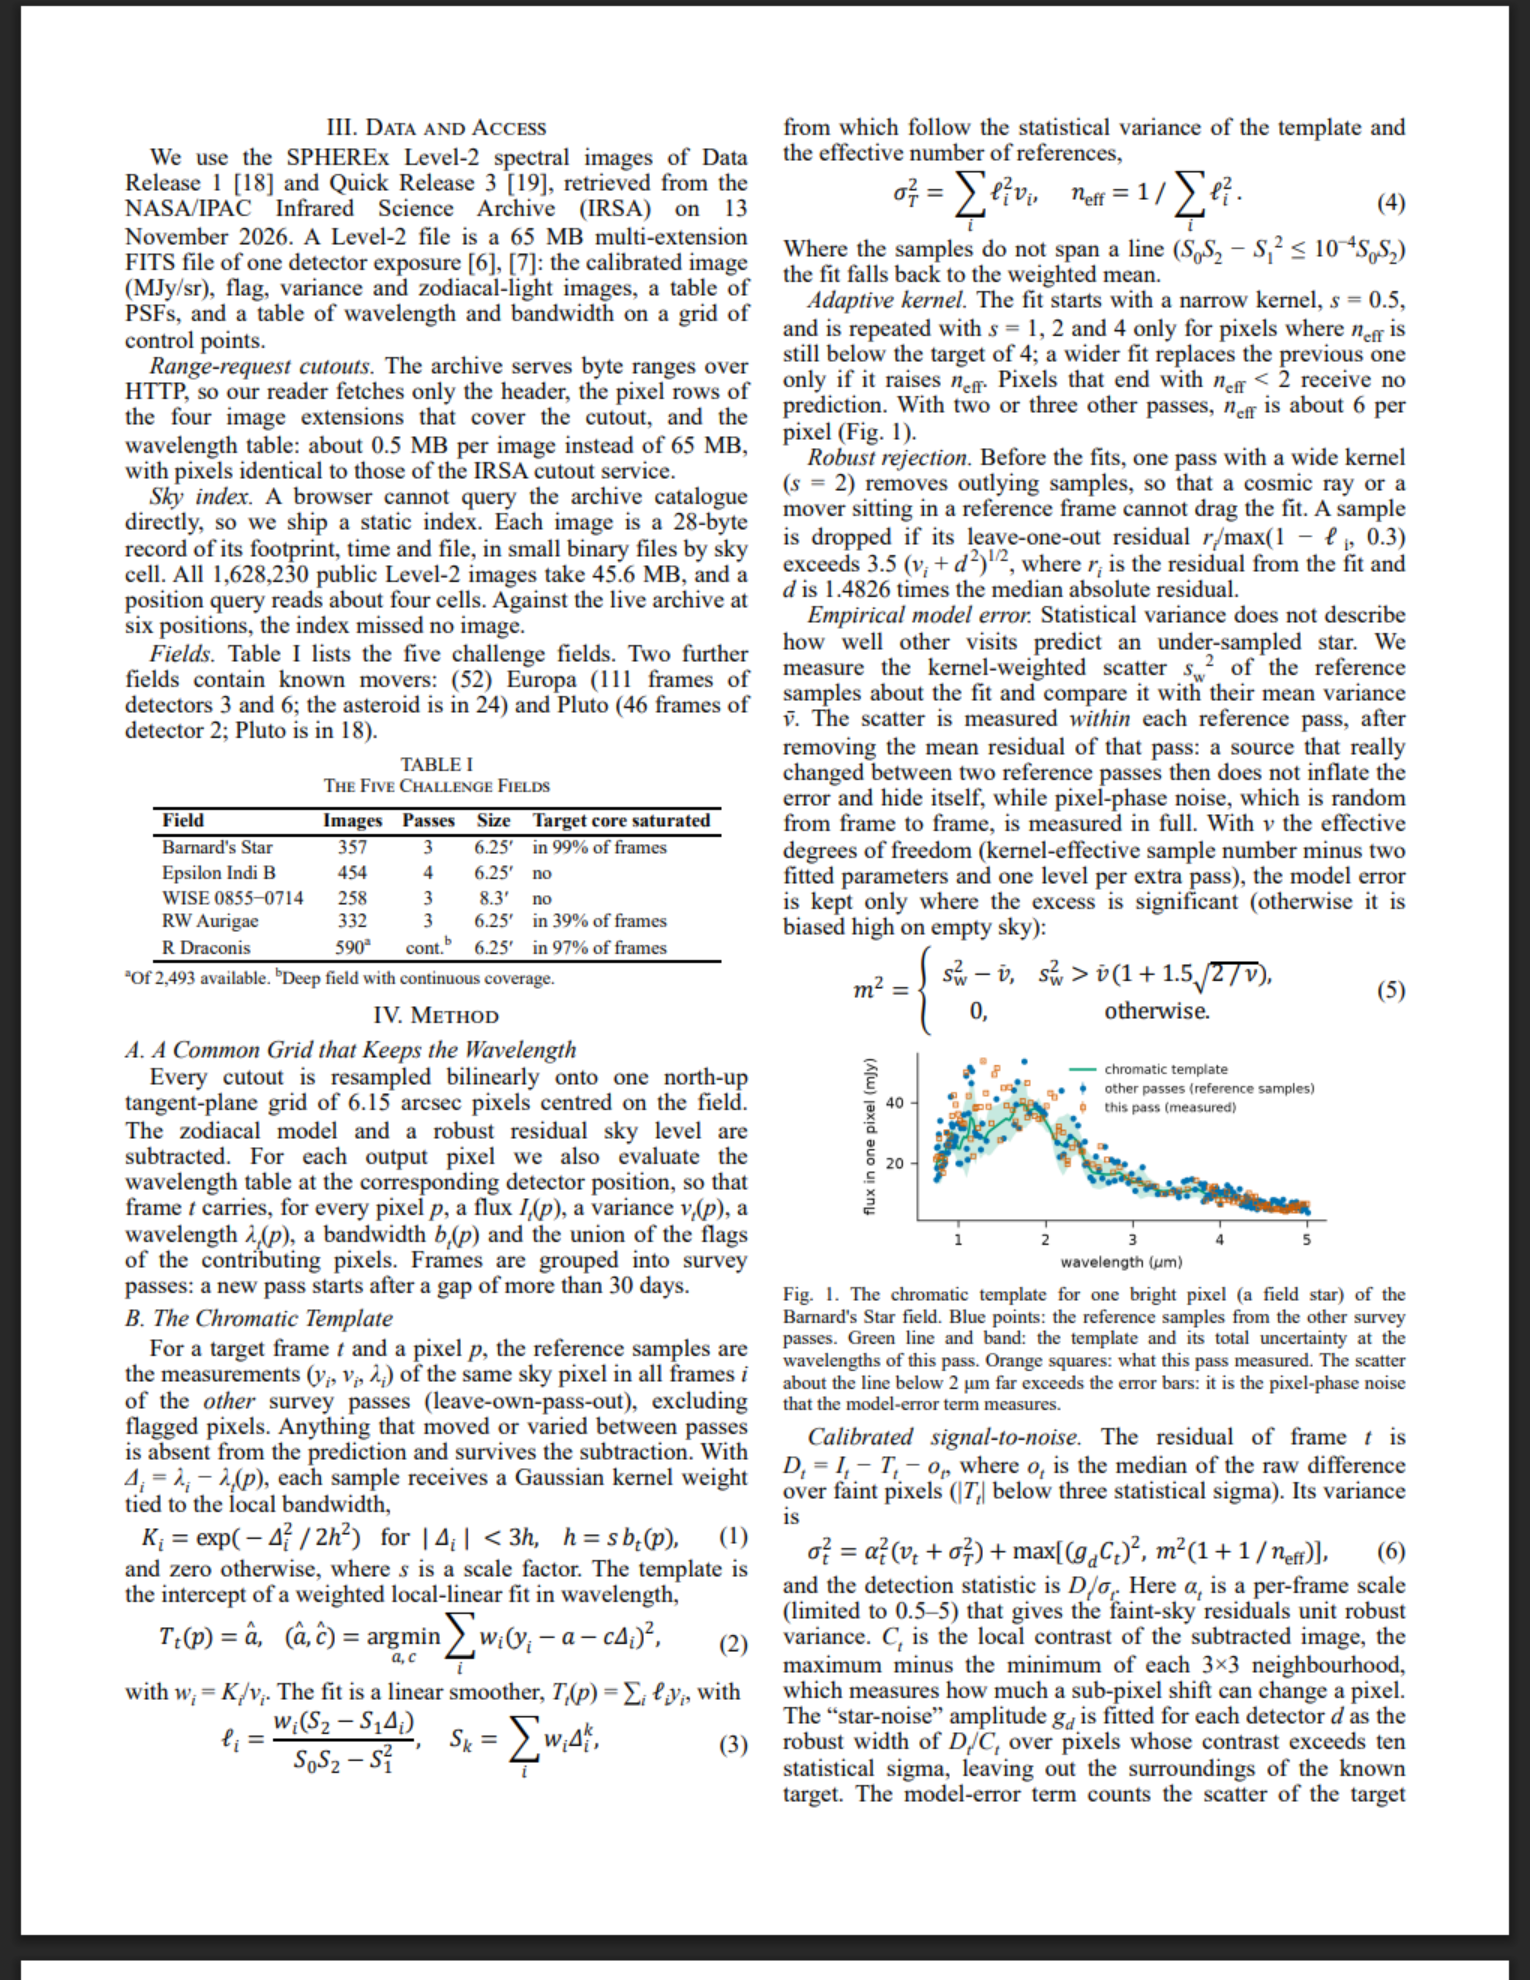 III. DATA AND ACCESS
We use the SPHEREx Level-2 spectral images of Data
Release 1 [18] and Quick Release 3 [19], retrieved from the
NASA/IPAC Infrared Science Archive (IRSA) on 13
November 2026. A Level-2 file is a 65 MB multi-extension
FITS file of one detector exposure [6], [7]: the calibrated image
(MJy/sr), flag, variance and zodiacal-light images, a table of
PSFs, and a table of wavelength and bandwidth on a grid of
control points.
Range-request cutouts. The archive serves byte ranges over
HTTP, so our reader fetches only the header, the pixel rows of
the four image extensions that cover the cutout, and the
wavelength table: about 0.5 MB per image instead of 65 MB,
with pixels identical to those of the IRSA cutout service.
Sky index. A browser cannot query the archive catalogue
directly, so we ship a static index. Each image is a 28-byte
record of its footprint, time and file, in small binary files by sky
cell. All 1,628,230 public Level-2 images take 45.6 MB, and a
position query reads about four cells. Against the live archive at
six positions, the index missed no image.
Fields. Table I lists the five challenge fields. Two further
fields contain known movers: (52) Europa (111 frames of
detectors 3 and 6; the asteroid is in 24) and Pluto (46 frames of
detector 2; Pluto is in 18).
TABLE I
THE FIVE CHALLENGE FIELDS
Field Images Passes Size Target core saturated
Barnard's Star 357 3 6.25′ in 99% of frames
Epsilon Indi B 454 4 6.25′ no
WISE 0855−0714 258 3 8.3′ no
RW Aurigae 332 3 6.25′ in 39% of frames
R Draconis 590ᵃ cont.ᵇ 6.25′ in 97% of frames
ᵃOf 2,493 available. ᵇDeep field with continuous coverage.
IV. METHOD
A. A Common Grid that Keeps the Wavelength
Every cutout is resampled bilinearly onto one north-up
tangent-plane grid of 6.15 arcsec pixels centred on the field.
The zodiacal model and a robust residual sky level are
subtracted. For each output pixel we also evaluate the
wavelength table at the corresponding detector position, so that
frame t carries, for every pixel p, a flux Iₜ(p), a variance vₜ(p), a
wavelength λₜ(p), a bandwidth bₜ(p) and the union of the flags
of the contributing pixels. Frames are grouped into survey
passes: a new pass starts after a gap of more than 30 days.
B. The Chromatic Template
For a target frame t and a pixel p, the reference samples are
the measurements (yᵢ, vᵢ, λᵢ) of the same sky pixel in all frames i
of the other survey passes (leave-own-pass-out), excluding
flagged pixels. Anything that moved or varied between passes
is absent from the prediction and survives the subtraction. With
Δᵢ = λᵢ − λₜ(p), each sample receives a Gaussian kernel weight
tied to the local bandwidth,
Kᵢ = exp(− Δᵢ² / 2h²) for | Δᵢ | < 3h, h = s bₜ(p), (1)
and zero otherwise, where s is a scale factor. The template is
the intercept of a weighted local-linear fit in wavelength,
Tₜ(p) = â, (â, ĉ) = argmin_{a, c} ∑ᵢ wᵢ(yᵢ − a − cΔᵢ)², (2)
with wᵢ = Kᵢ/vᵢ. The fit is a linear smoother, Tₜ(p) = ∑ᵢ ℓᵢyᵢ, with
ℓᵢ = wᵢ(S₂ − S₁Δᵢ) / (S₀S₂ − S₁²), Sₖ = ∑ᵢ wᵢΔᵢᵏ, (3)
from which follow the statistical variance of the template and
the effective number of references,
σ_T² = ∑ᵢ ℓᵢ²vᵢ, n_eff = 1 / ∑ᵢ ℓᵢ² . (4)
Where the samples do not span a line (S₀S₂ − S₁² ≤ 10⁻⁴S₀S₂)
the fit falls back to the weighted mean.
Adaptive kernel. The fit starts with a narrow kernel, s = 0.5,
and is repeated with s = 1, 2 and 4 only for pixels where n_eff is
still below the target of 4; a wider fit replaces the previous one
only if it raises n_eff. Pixels that end with n_eff < 2 receive no
prediction. With two or three other passes, n_eff is about 6 per
pixel (Fig. 1).
Robust rejection. Before the fits, one pass with a wide kernel
(s = 2) removes outlying samples, so that a cosmic ray or a
mover sitting in a reference frame cannot drag the fit. A sample
is dropped if its leave-one-out residual rᵢ/max(1 − ℓᵢ, 0.3)
exceeds 3.5 (vᵢ + d²)^{1/2}, where rᵢ is the residual from the fit and
d is 1.4826 times the median absolute residual.
Empirical model error. Statistical variance does not describe
how well other visits predict an under-sampled star. We
measure the kernel-weighted scatter s_w² of the reference
samples about the fit and compare it with their mean variance
v̄. The scatter is measured within each reference pass, after
removing the mean residual of that pass: a source that really
changed between two reference passes then does not inflate the
error and hide itself, while pixel-phase noise, which is random
from frame to frame, is measured in full. With ν the effective
degrees of freedom (kernel-effective sample number minus two
fitted parameters and one level per extra pass), the model error
is kept only where the excess is significant (otherwise it is
biased high on empty sky):
m² = { s_w² − v̄, s_w² > v̄(1 + 1.5√(2 / ν)),
0, otherwise. (5)
flux in one pixel (mJy)
40
20
chromatic template
other passes (reference samples)
this pass (measured)
1 2 3 4 5
wavelength (μm)
Fig. 1. The chromatic template for one bright pixel (a field star) of the
Barnard's Star field. Blue points: the reference samples from the other survey
passes. Green line and band: the template and its total uncertainty at the
wavelengths of this pass. Orange squares: what this pass measured. The scatter
about the line below 2 μm far exceeds the error bars: it is the pixel-phase noise
that the model-error term measures.
Calibrated signal-to-noise. The residual of frame t is
Dₜ = Iₜ − Tₜ − oₜ, where oₜ is the median of the raw difference
over faint pixels (|Tₜ| below three statistical sigma). Its variance
is
σₜ² = αₜ²(vₜ + σ_T²) + max[(g_d Cₜ)², m²(1 + 1 / n_eff)], (6)
and the detection statistic is Dₜ/σₜ. Here αₜ is a per-frame scale
(limited to 0.5–5) that gives the faint-sky residuals unit robust
variance. Cₜ is the local contrast of the subtracted image, the
maximum minus the minimum of each 3×3 neighbourhood,
which measures how much a sub-pixel shift can change a pixel.
The “star-noise” amplitude g_d is fitted for each detector d as the
robust width of Dₜ/Cₜ over pixels whose contrast exceeds ten
statistical sigma, leaving out the surroundings of the known
target. The model-error term counts the scatter of the target